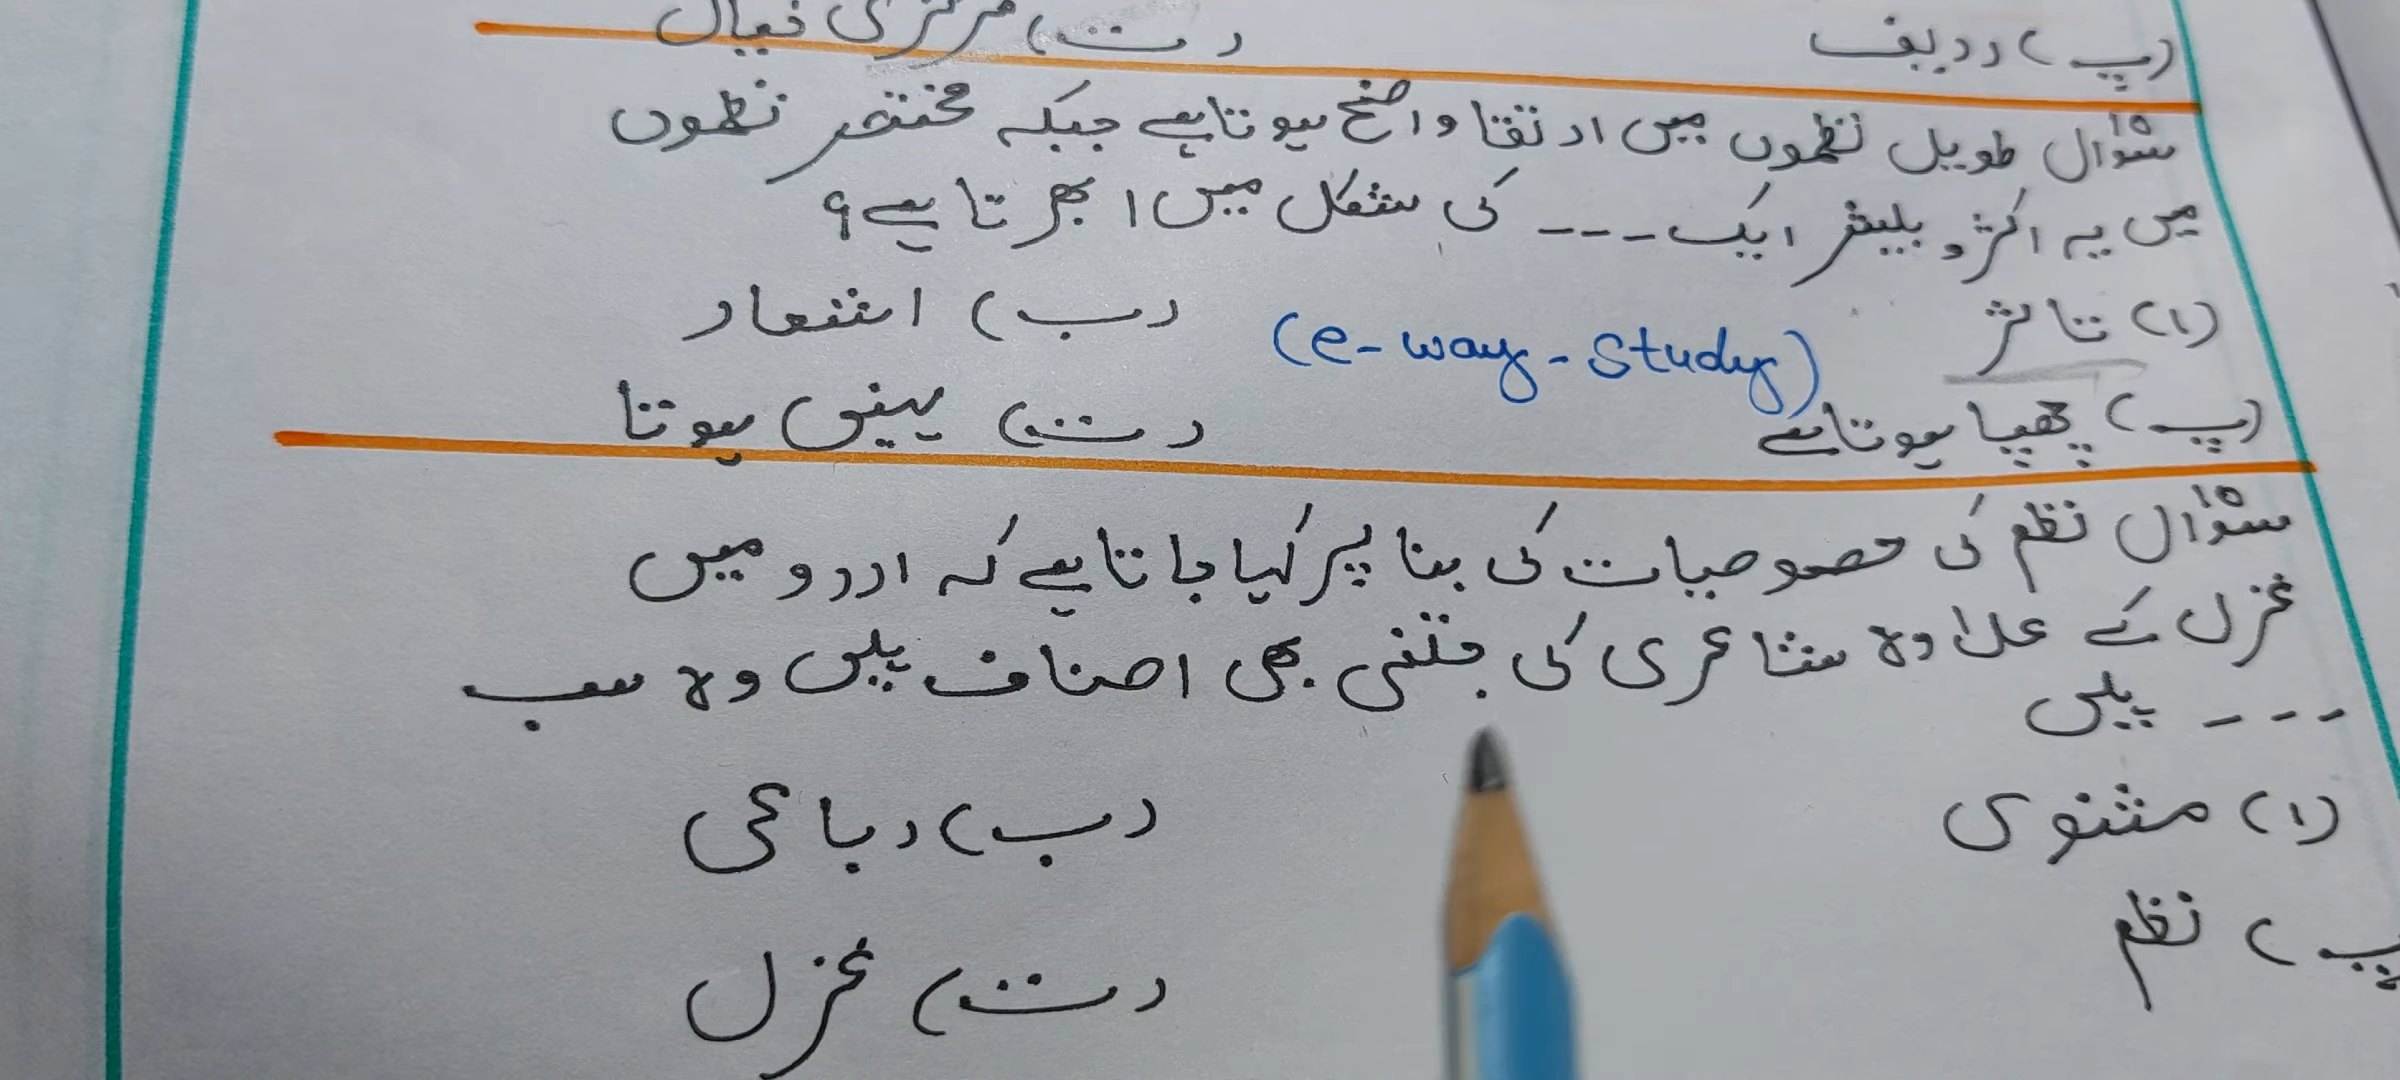 (پ) ردیف (ت) مرکزی خیال
سوال ۱۵ طویل نظموں میں ارتقا واضح ہوتا ہے جبکہ مختصر نظموں
میں یہ اکثر و بیشتر ایک --- کی شکل میں ابھرتا ہے؟
(۱) تاثر (ب) اشعار
(e-way-Study)
(پ) چھپا ہوتا ہے (ت) نہیں ہوتا
سوال نظم کی خصوصیات کی بنا پر کہا جاتا ہے کہ اردو میں
غزل کے علاوہ شاعری کی جتنی بھی اصناف ہیں وہ سب
--- ہیں
(۱) مثنوی (ب) رباعی
پ) نظم (ت) غزل